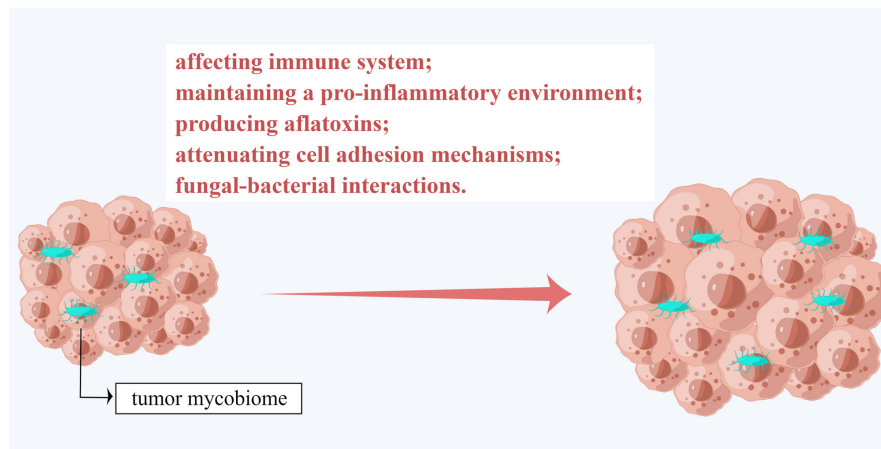 affecting immune system;
maintaining a pro-inflammatory environment;
producing aflatoxins;
attenuating cell adhesion mechanisms;
fungal-bacterial interactions.
tumor mycobiome